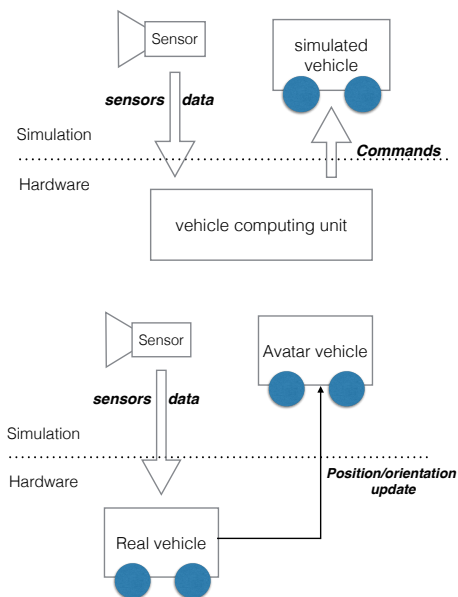 Sensor
simulated
vehicle
sensors data
Simulation
Commands
Hardware
vehicle computing unit
Sensor
Avatar vehicle
sensors data
Simulation
Hardware
Position/orientation
update
Real vehicle